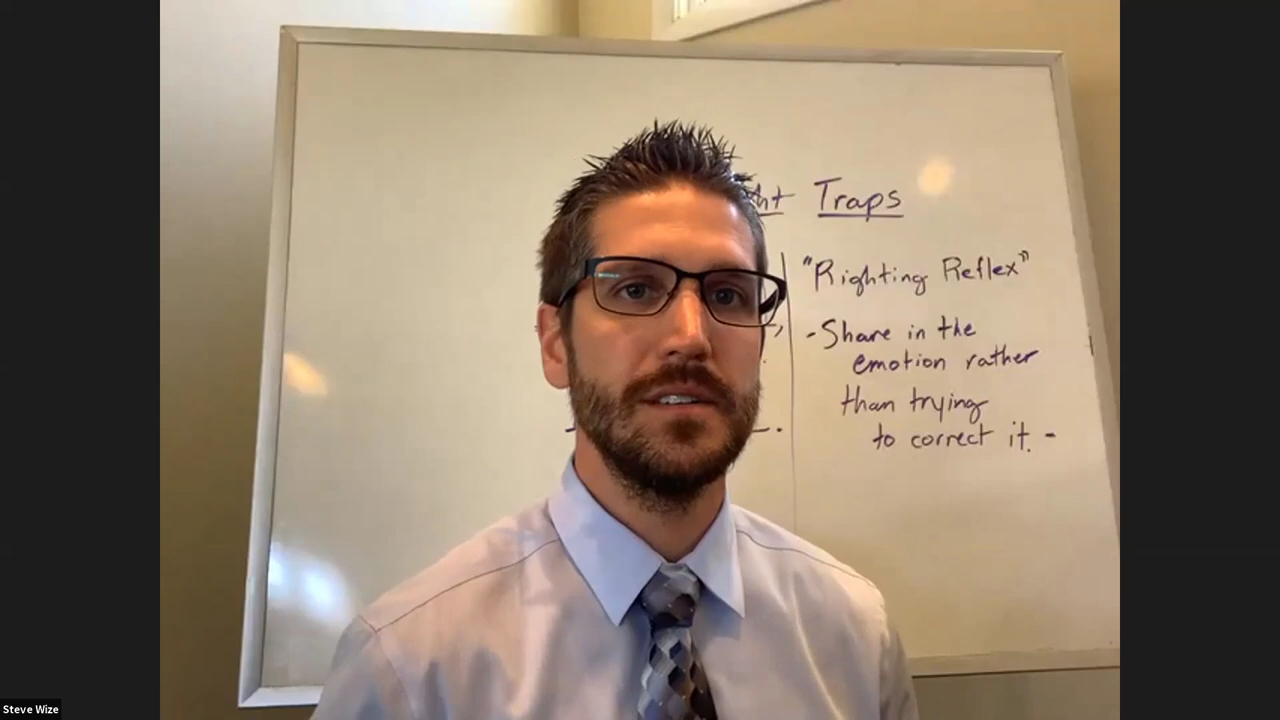 Traps
"Righting Reflex"
-Share in the
emotion rather
than trying
to correct it. -
Steve Wize